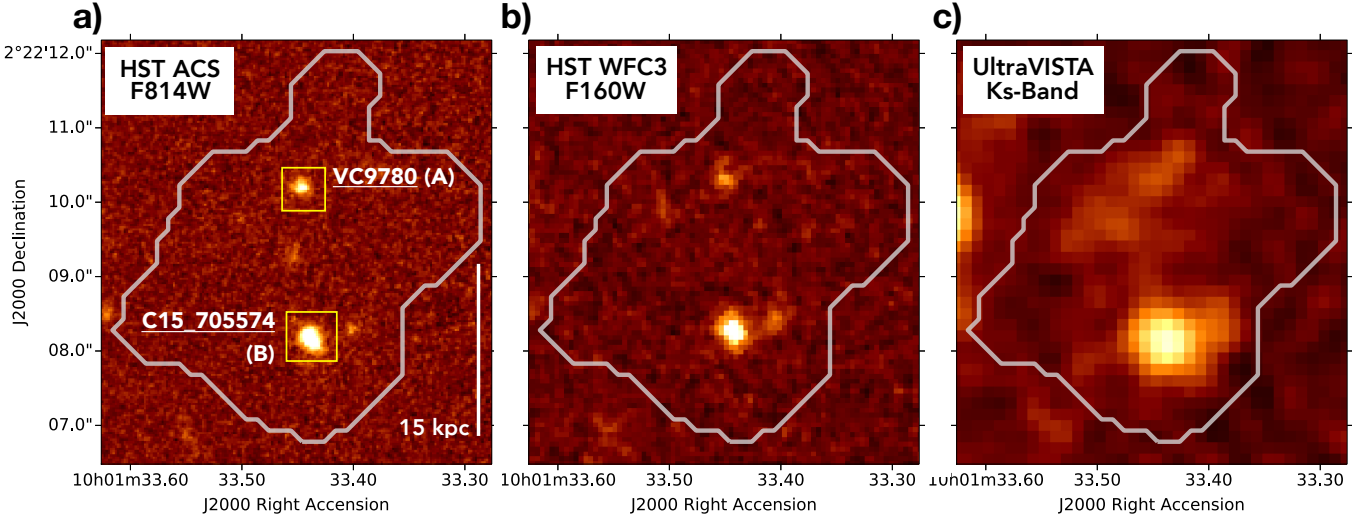 a)
b)
c)
HST ACS
F814W
HST WFC3
F160W
UltraVISTA
Ks-Band
2°22'12.0"
11.0"
10.0"
09.0"
08.0"
07.0"
J2000 Declination
VC9780 (A)
C15_705574
(B)
15 kpc
10h01m33.60
33.50
33.40
33.30
J2000 Right Accension
10h01m33.60
33.50
33.40
33.30
J2000 Right Accension
10h01m33.60
33.50
33.40
33.30
J2000 Right Accension